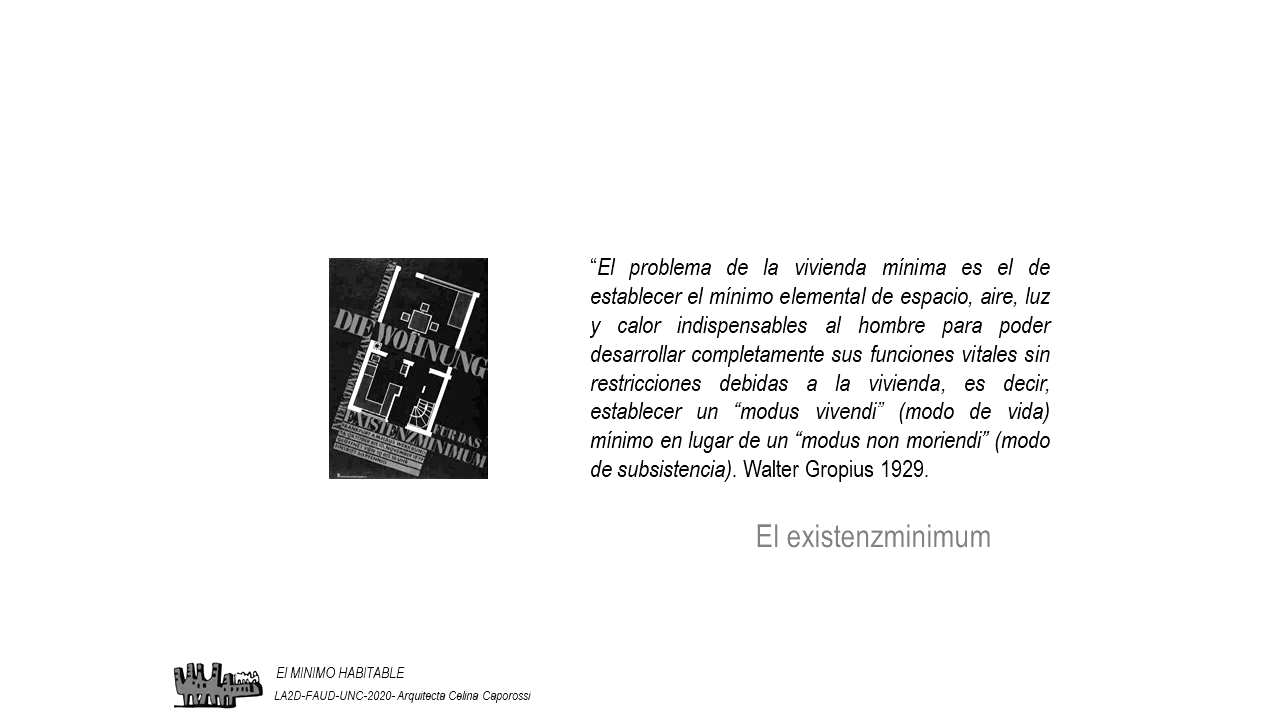 “El problema de la vivienda mínima es el de
establecer el mínimo elemental de espacio, aire, luz
y calor indispensables al hombre para poder
desarrollar completamente sus funciones vitales sin
restricciones debidas a la vivienda, es decir,
establecer un “modus vivendi” (modo de vida)
mínimo en lugar de un “modus non moriendi” (modo
de subsistencia). Walter Gropius 1929.
El existenzminimum
DIE WOHNUNG
FÜR DAS
EXISTENZMINIMUM
INTERNATIONALE
El MINIMO HABITABLE
LA2D-FAUD-UNC-2020- Arquitecta Celina Caporossi